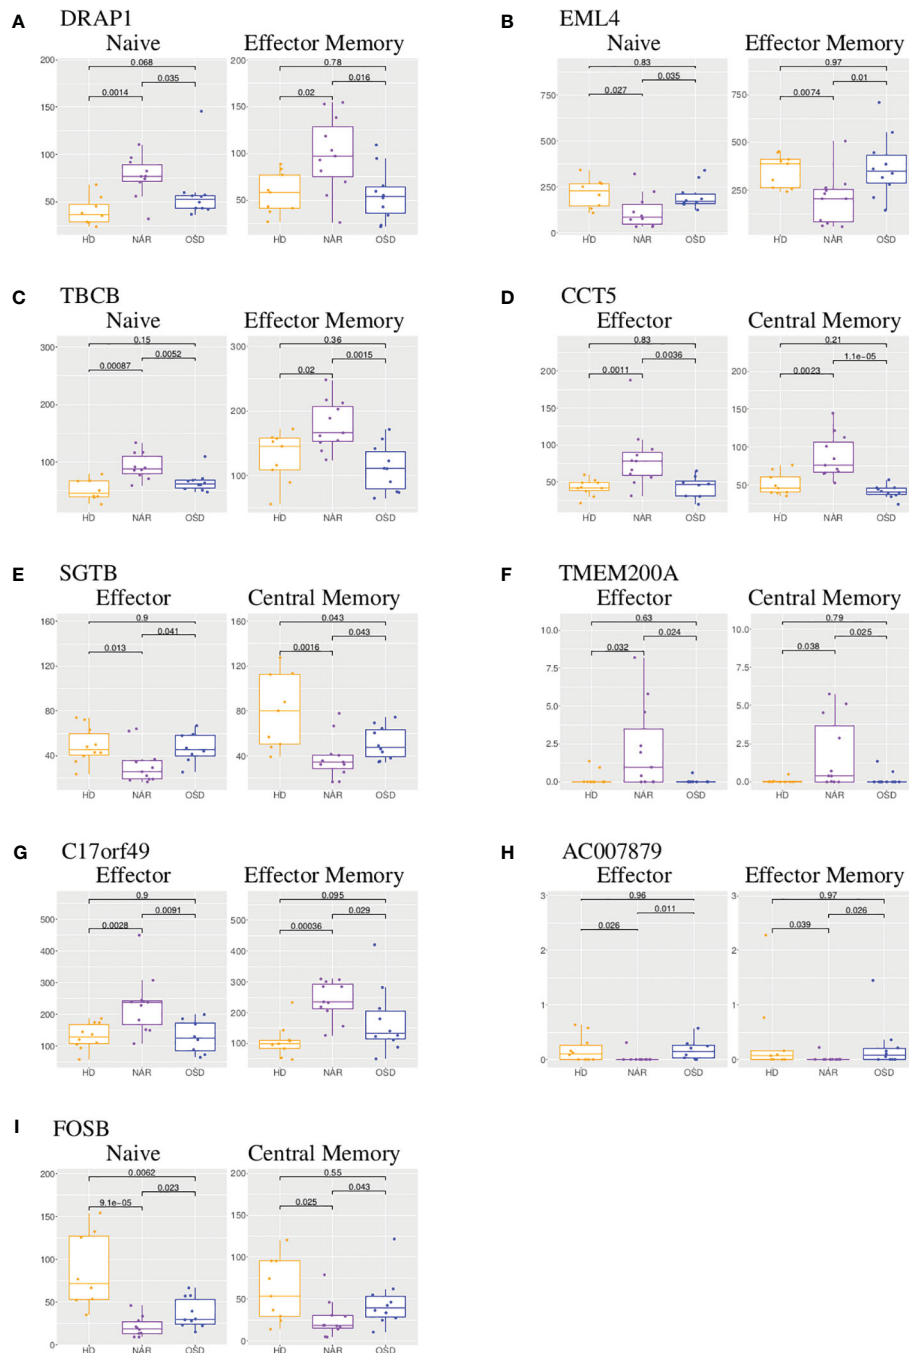 A DRAP1
Naive
Effector Memory
200
150
100
50
0.068
0.035
0.0014
HD NAR OSD
200
150
100
50
0.78
0.016
0.02
HD NAR OSD
B EML4
Naive
Effector Memory
750
500
250
0
0.83
0.035
0.027
HD NAR OSD
750
500
250
0.97
0.01
0.0074
HD NAR OSD
C TBCB
Naive
Effector Memory
300
200
100
0.15
0.0052
0.00087
HD NAR OSD
300
200
100
0.36
0.0015
0.02
HD NAR OSD
D CCT5
Effector
Central Memory
200
150
100
50
0.83
0.0036
0.0011
HD NAR OSD
200
150
100
50
0.21
1.1e−05
0.0023
HD NAR OSD
E SGTB
Effector
Central Memory
160
120
80
40
0.9
0.041
0.013
HD NAR OSD
160
120
80
40
0.043
0.043
0.0016
HD NAR OSD
F TMEM200A
Effector
Central Memory
10.0
7.5
5.0
2.5
0.0
0.63
0.024
0.032
HD NAR OSD
10.0
7.5
5.0
2.5
0.0
0.79
0.025
0.038
HD NAR OSD
G C17orf49
Effector
Effector Memory
500
400
300
200
100
0.9
0.0091
0.0028
HD NAR OSD
500
400
300
200
100
0.095
0.029
0.00036
HD NAR OSD
H AC007879
Effector
Effector Memory
3
2
1
0
0.96
0.011
0.026
HD NAR OSD
3
2
1
0
0.97
0.026
0.039
HD NAR OSD
I FOSB
Naive
Central Memory
200
150
100
50
0
0.0062
0.023
9.1e−05
HD NAR OSD
200
150
100
50
0
0.55
0.043
0.025
HD NAR OSD